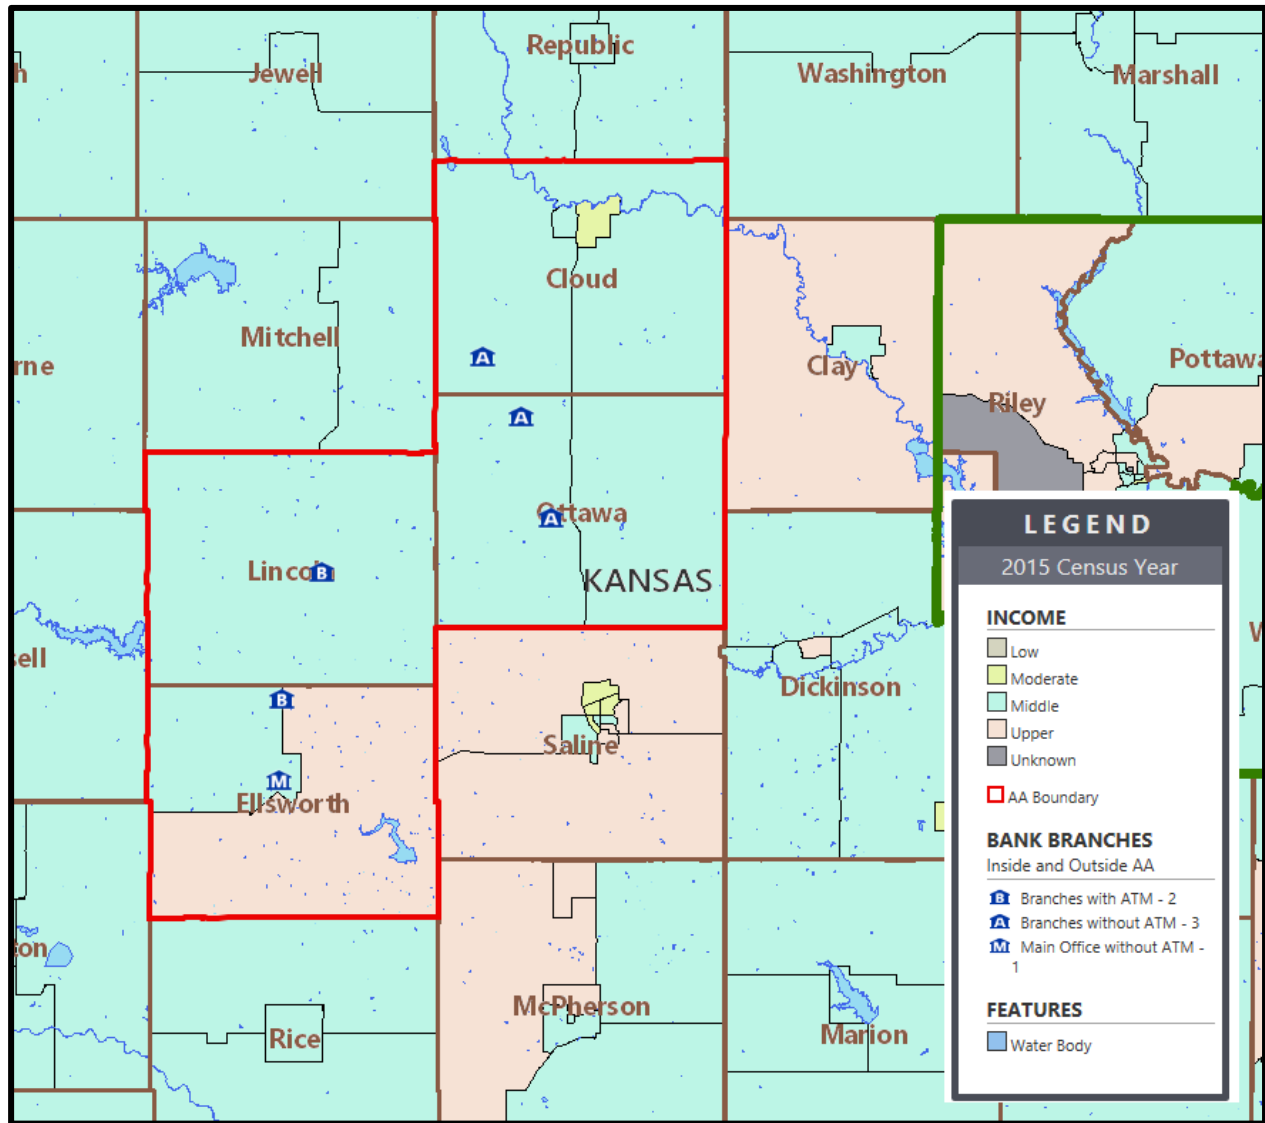 Republic
h
Jewell
Washington
Marshall
Cloud
Mitchell
rne
Clay
Pottawa
Riley
A
A
Ottawa
A
Lincoln
B
KANSAS
sell
B
Dickinson
Saline
M
Ellsworth
ton
McPherson
Rice
Marion
W
LEGEND
2015 Census Year
INCOME
Low
Moderate
Middle
Upper
Unknown
AA Boundary
BANK BRANCHES
Inside and Outside AA
B Branches with ATM - 2
A Branches without ATM - 3
M Main Office without ATM -
1
FEATURES
Water Body